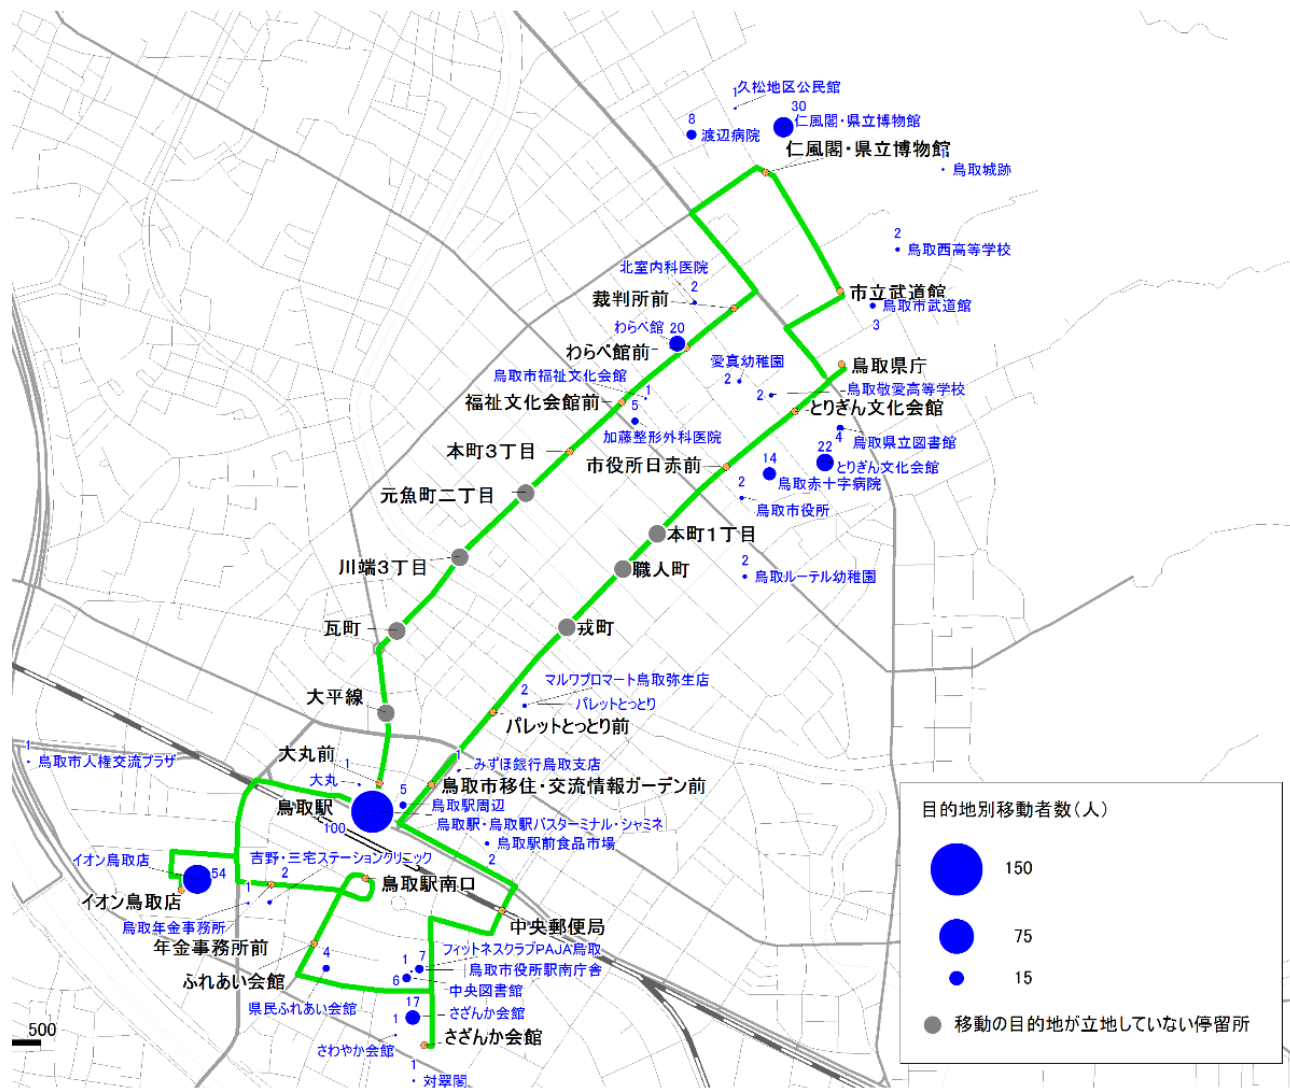 久松地区公民館
1
30
仁風閣・県立博物館
8
渡辺病院
仁風閣・県立博物館
鳥取城跡
2
鳥取西高等学校
北室内科医院
2
裁判所前
市立武道館
鳥取市武道館
3
わらべ館
20
わらべ館前
愛真幼稚園
2
鳥取県庁
鳥取市福祉文化会館
1
2
鳥取敬愛高等学校
福祉文化会館前
5
とりぎん文化会館
加藤整形外科医院
4
鳥取県立図書館
本町3丁目
市役所日赤前
14
22
とりぎん文化会館
鳥取赤十字病院
2
元魚町二丁目
鳥取市役所
本町1丁目
川端3丁目
職人町
2
鳥取ルーテル幼稚園
瓦町
戎町
マルワプロマート鳥取弥生店
2
パレットとっとり
大平線
パレットとっとり前
1
鳥取市人権交流プラザ
大丸前
1
大丸
1
みずほ銀行鳥取支店
鳥取市移住・交流情報ガーデン前
鳥取駅
5
鳥取駅周辺
100
鳥取駅・鳥取駅バスターミナル・シャミネ
鳥取駅前食品市場
2
イオン鳥取店
54
吉野・三宅ステーションクリニック
1
2
鳥取駅南口
イオン鳥取店
鳥取年金事務所
年金事務所前
中央郵便局
フィットネスクラブPAJA鳥取
4
1
7
鳥取市役所駅南庁舎
ふれあい会館
6
中央図書館
県民ふれあい会館
17
さざんか会館
1
さざんか会館
さわやか会館
1
対翠閣
500
目的地別移動者数(人)
150
75
15
移動の目的地が立地していない停留所